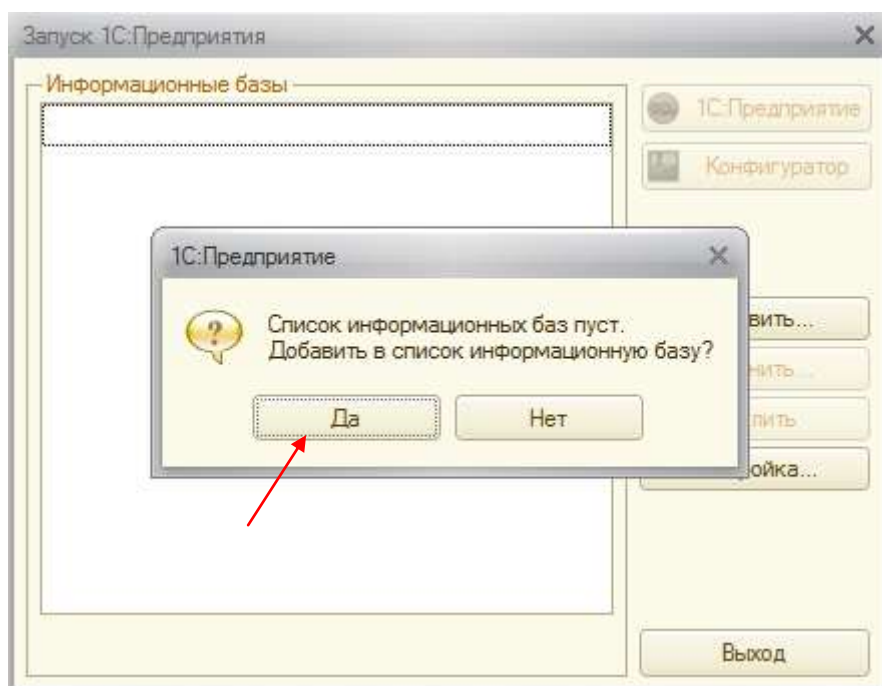 Запуск 1С:Предприятия
Информационные базы
1С:Предприятие
Конфигуратор
1С:Предприятие
Список информационных баз пуст.
Добавить в список информационную базу?
Да
Нет
Выход